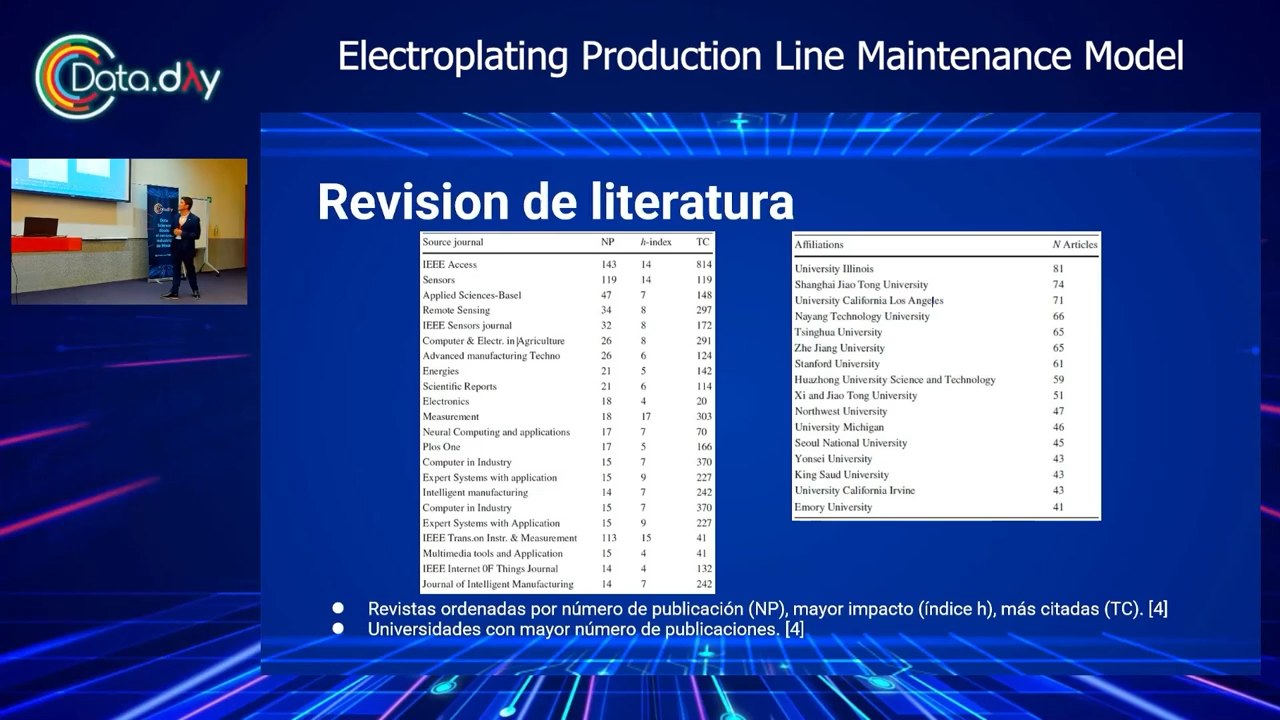 Electroplating Production Line Maintenance Model
Data.dλy
Revision de literatura
Source journal NP h-index TC
IEEE Access 143 14 814
Sensors 119 14 119
Applied Sciences-Basel 47 7 148
Remote Sensing 34 8 297
IEEE Sensors journal 32 8 172
Computer & Electr. in Agriculture 26 8 291
Advanced manufacturing Techno 26 6 124
Energies 21 5 142
Scientific Reports 21 6 114
Electronics 18 4 20
Measurement 18 17 303
Neural Computing and applications 17 7 70
Plos One 17 5 166
Computer in Industry 15 7 370
Expert Systems with application 15 9 227
Intelligent manufacturing 14 7 242
Computer in Industry 15 7 370
Expert Systems with Application 15 9 227
IEEE Trans.on Instr. & Measurement 113 15 41
Multimedia tools and Application 15 4 41
IEEE Internet 0F Things Journal 14 4 132
Journal of Intelligent Manufacturing 14 7 242
Affiliations N Articles
University Illinois 81
Shanghai Jiao Tong University 74
University California Los Angeles 71
Nayang Technology University 66
Tsinghua University 65
Zhe Jiang University 65
Stanford University 61
Huazhong University Science and Technology 59
Xi and Jiao Tong University 51
Northwest University 47
University Michigan 46
Seoul National University 45
Yonsei University 43
King Saud University 43
University California Irvine 43
Emory University 41
● Revistas ordenadas por número de publicación (NP), mayor impacto (índice h), más citadas (TC). [4]
● Universidades con mayor número de publicaciones. [4]